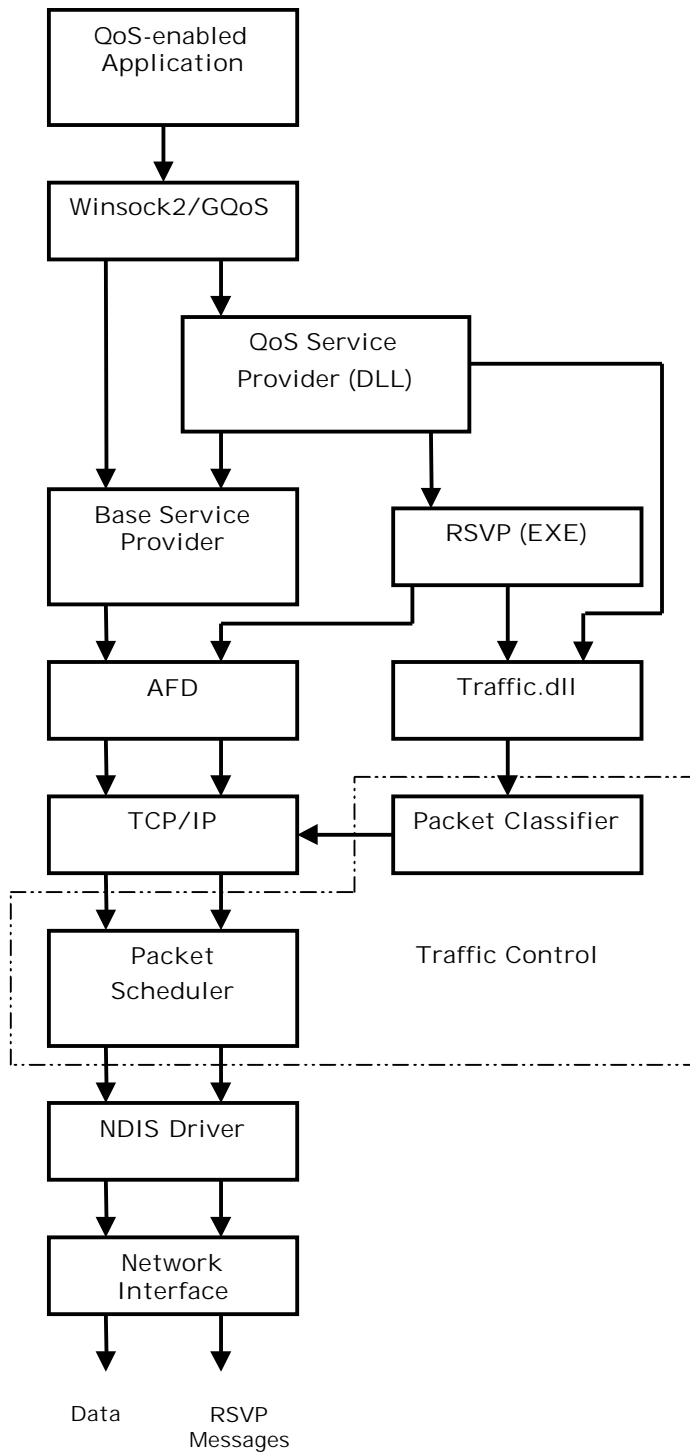 QoS-enabled
Application
Winsock2/GQoS
QoS Service
Provider (DLL)
Base Service
Provider
RSVP (EXE)
AFD
Traffic.dll
TCP/IP
Packet Classifier
Packet
Scheduler
Traffic Control
NDIS Driver
Network
Interface
Data
RSVP
Messages